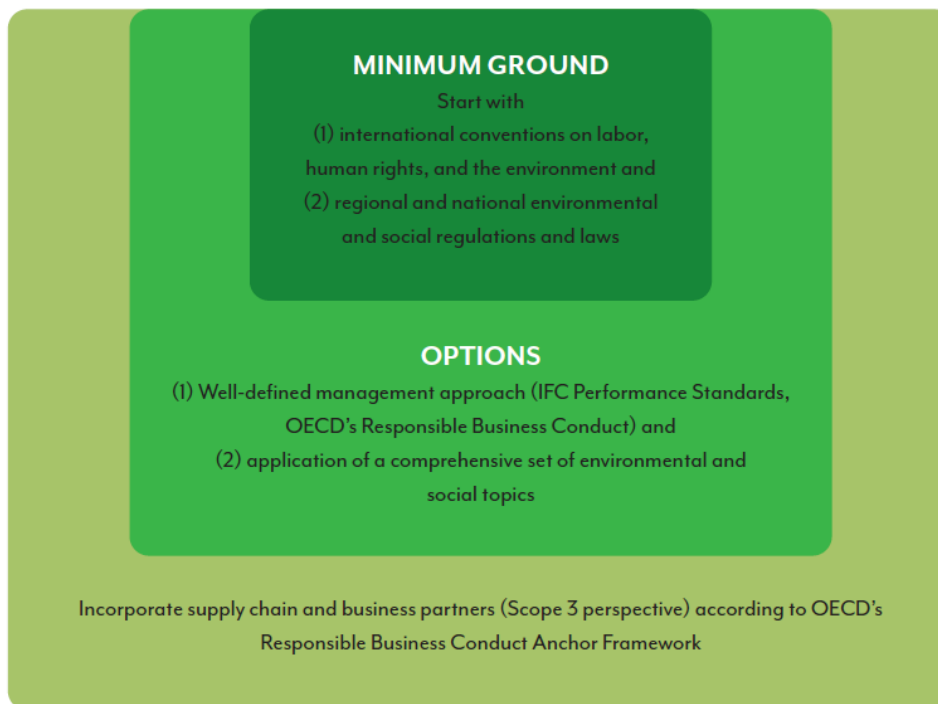 MINIMUM GROUND
Start with
(1) international conventions on labor,
human rights, and the environment and
(2) regional and national environmental
and social regulations and laws
OPTIONS
(1) Well-defined management approach (IFC Performance Standards,
OECD's Responsible Business Conduct) and
(2) application of a comprehensive set of environmental and
social topics
Incorporate supply chain and business partners (Scope 3 perspective) according to OECD's
Responsible Business Conduct Anchor Framework